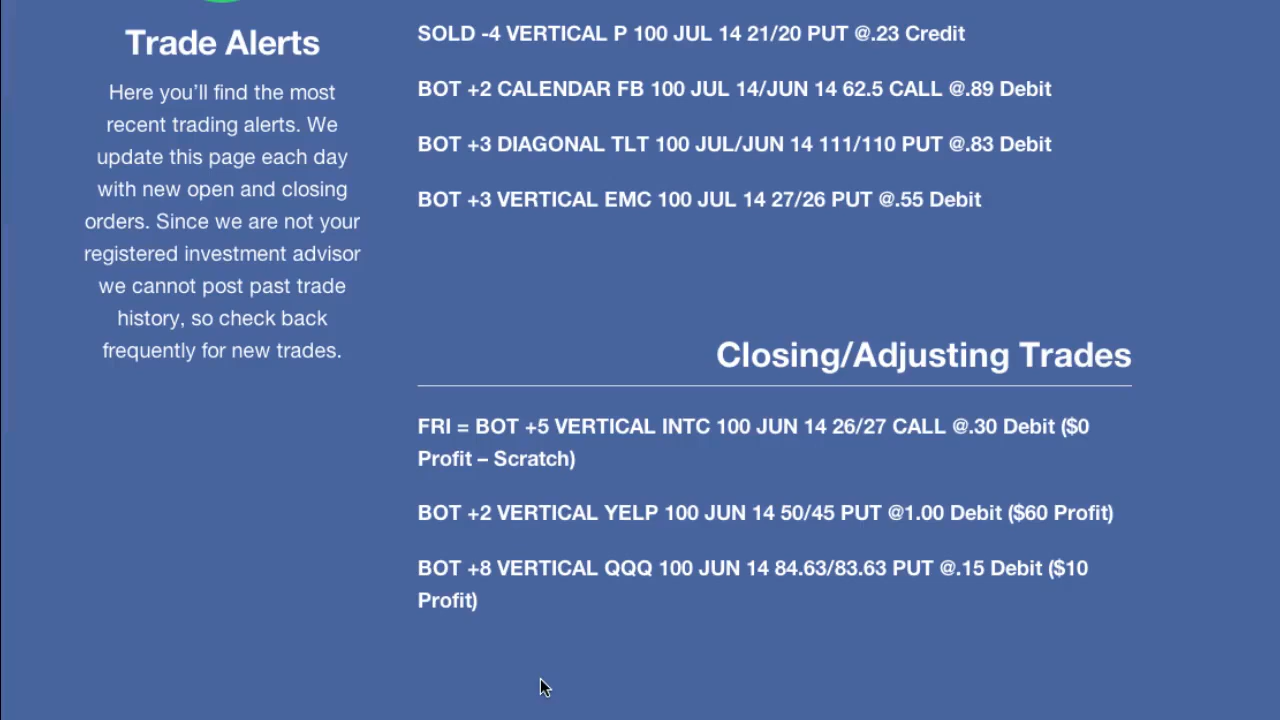 Trade Alerts
Here you’ll find the most
recent trading alerts. We
update this page each day
with new open and closing
orders. Since we are not your
registered investment advisor
we cannot post past trade
history, so check back
frequently for new trades.
SOLD -4 VERTICAL P 100 JUL 14 21/20 PUT @.23 Credit
BOT +2 CALENDAR FB 100 JUL 14/JUN 14 62.5 CALL @.89 Debit
BOT +3 DIAGONAL TLT 100 JUL/JUN 14 111/110 PUT @.83 Debit
BOT +3 VERTICAL EMC 100 JUL 14 27/26 PUT @.55 Debit
Closing/Adjusting Trades
FRI = BOT +5 VERTICAL INTC 100 JUN 14 26/27 CALL @.30 Debit ($0
Profit – Scratch)
BOT +2 VERTICAL YELP 100 JUN 14 50/45 PUT @1.00 Debit ($60 Profit)
BOT +8 VERTICAL QQQ 100 JUN 14 84.63/83.63 PUT @.15 Debit ($10
Profit)